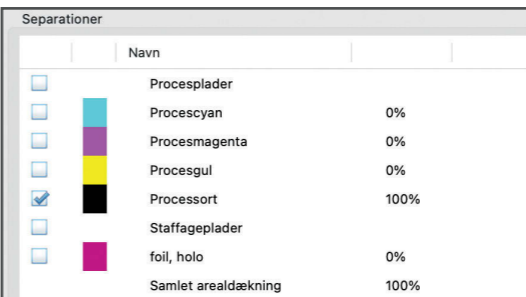 Separationer
Navn
Procesplader
Procescyan 0%
Procesmagenta 0%
Procesgul 0%
Processort 100%
Staffageplader
foil, holo 0%
Samlet arealdækning 100%